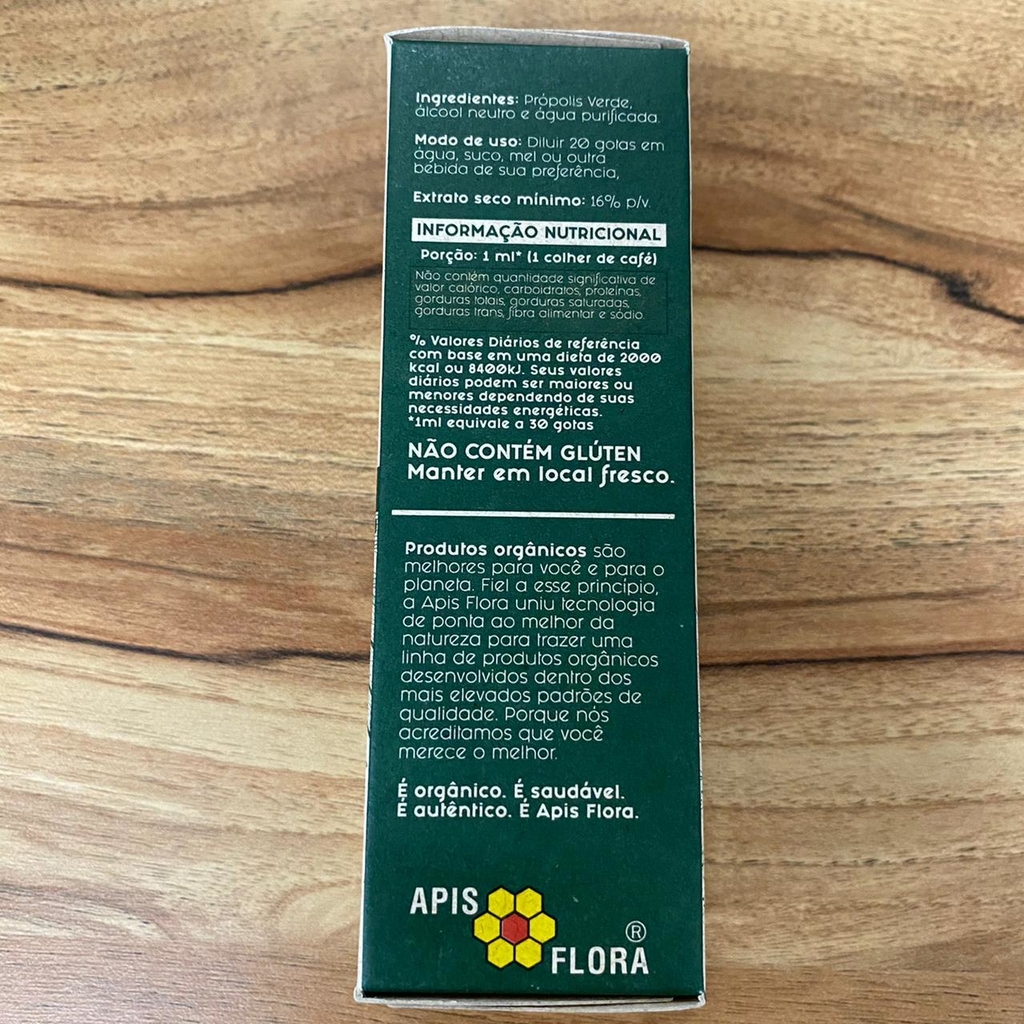 Ingredientes: Própolis Verde,
álcool neutro e água purificada.
Modo de uso: Diluir 20 gotas em
água, suco, mel ou outra
bebida de sua preferência,
Extrato seco mínimo: 16% p/v.
INFORMAÇÃO NUTRICIONAL
Porção: 1 ml* (1 colher de café)
Não contém quantidade significativa de
valor calórico, carboidratos, proteínas,
gorduras totais, gorduras saturadas,
gorduras trans, fibra alimentar e sódio.
% Valores Diários de referência
com base em uma dieta de 2000
kcal ou 8400kJ. Seus valores
diários podem ser maiores ou
menores dependendo de suas
necessidades energéticas.
*1ml equivale a 30 gotas
NÃO CONTÉM GLÚTEN
Manter em local fresco.
Produtos orgânicos são
melhores para você e para o
planeta. Fiel a esse princípio,
a Apis Flora uniu tecnologia
de ponta ao melhor da
natureza para trazer uma
linha de produtos orgânicos
desenvolvidos dentro dos
mais elevados padrões de
qualidade. Porque nós
acreditamos que você
merece o melhor.
É orgânico. É saudável.
É autêntico. É Apis Flora.
APIS
FLORA ®